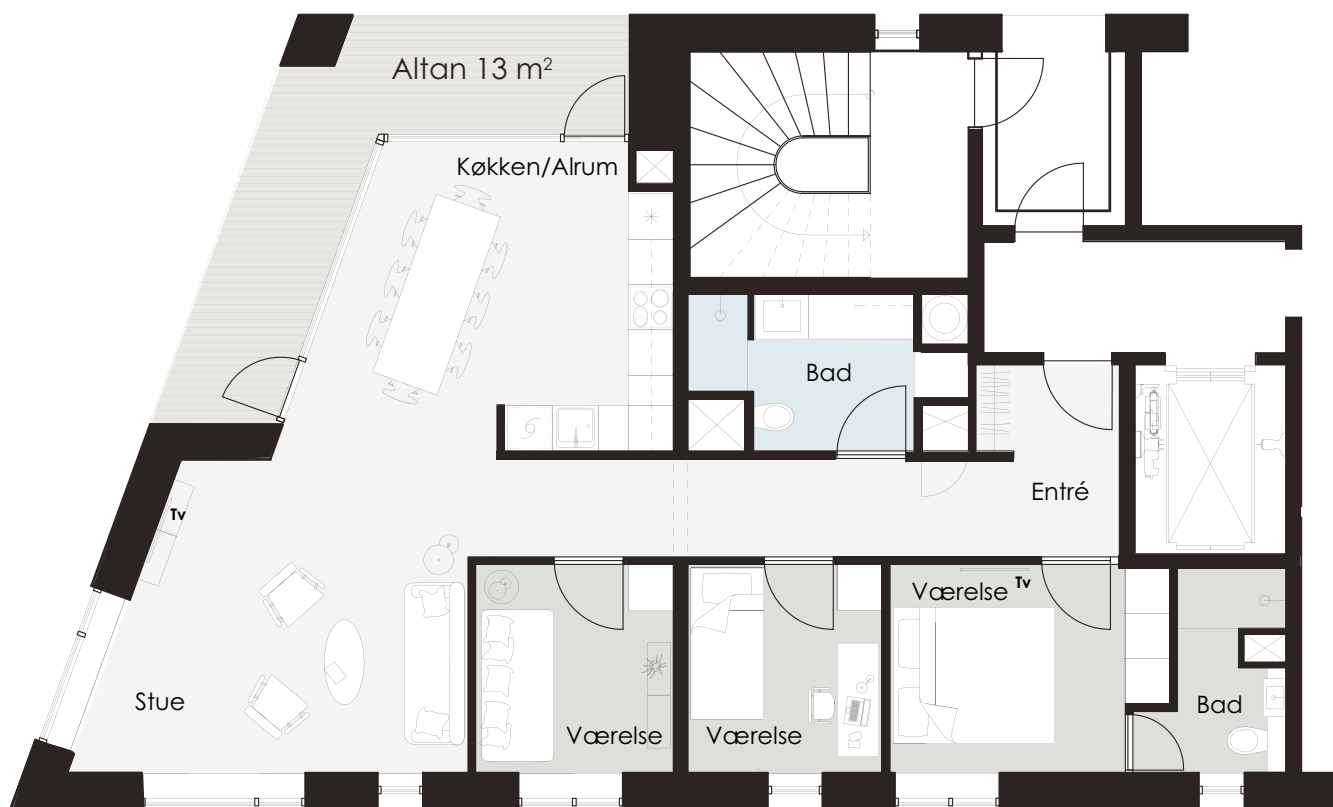 Altan 13 m²
Køkken/Alrum
Bad
Entré
Tv
Stue
Værelse
Værelse
Værelse Tv
Bad